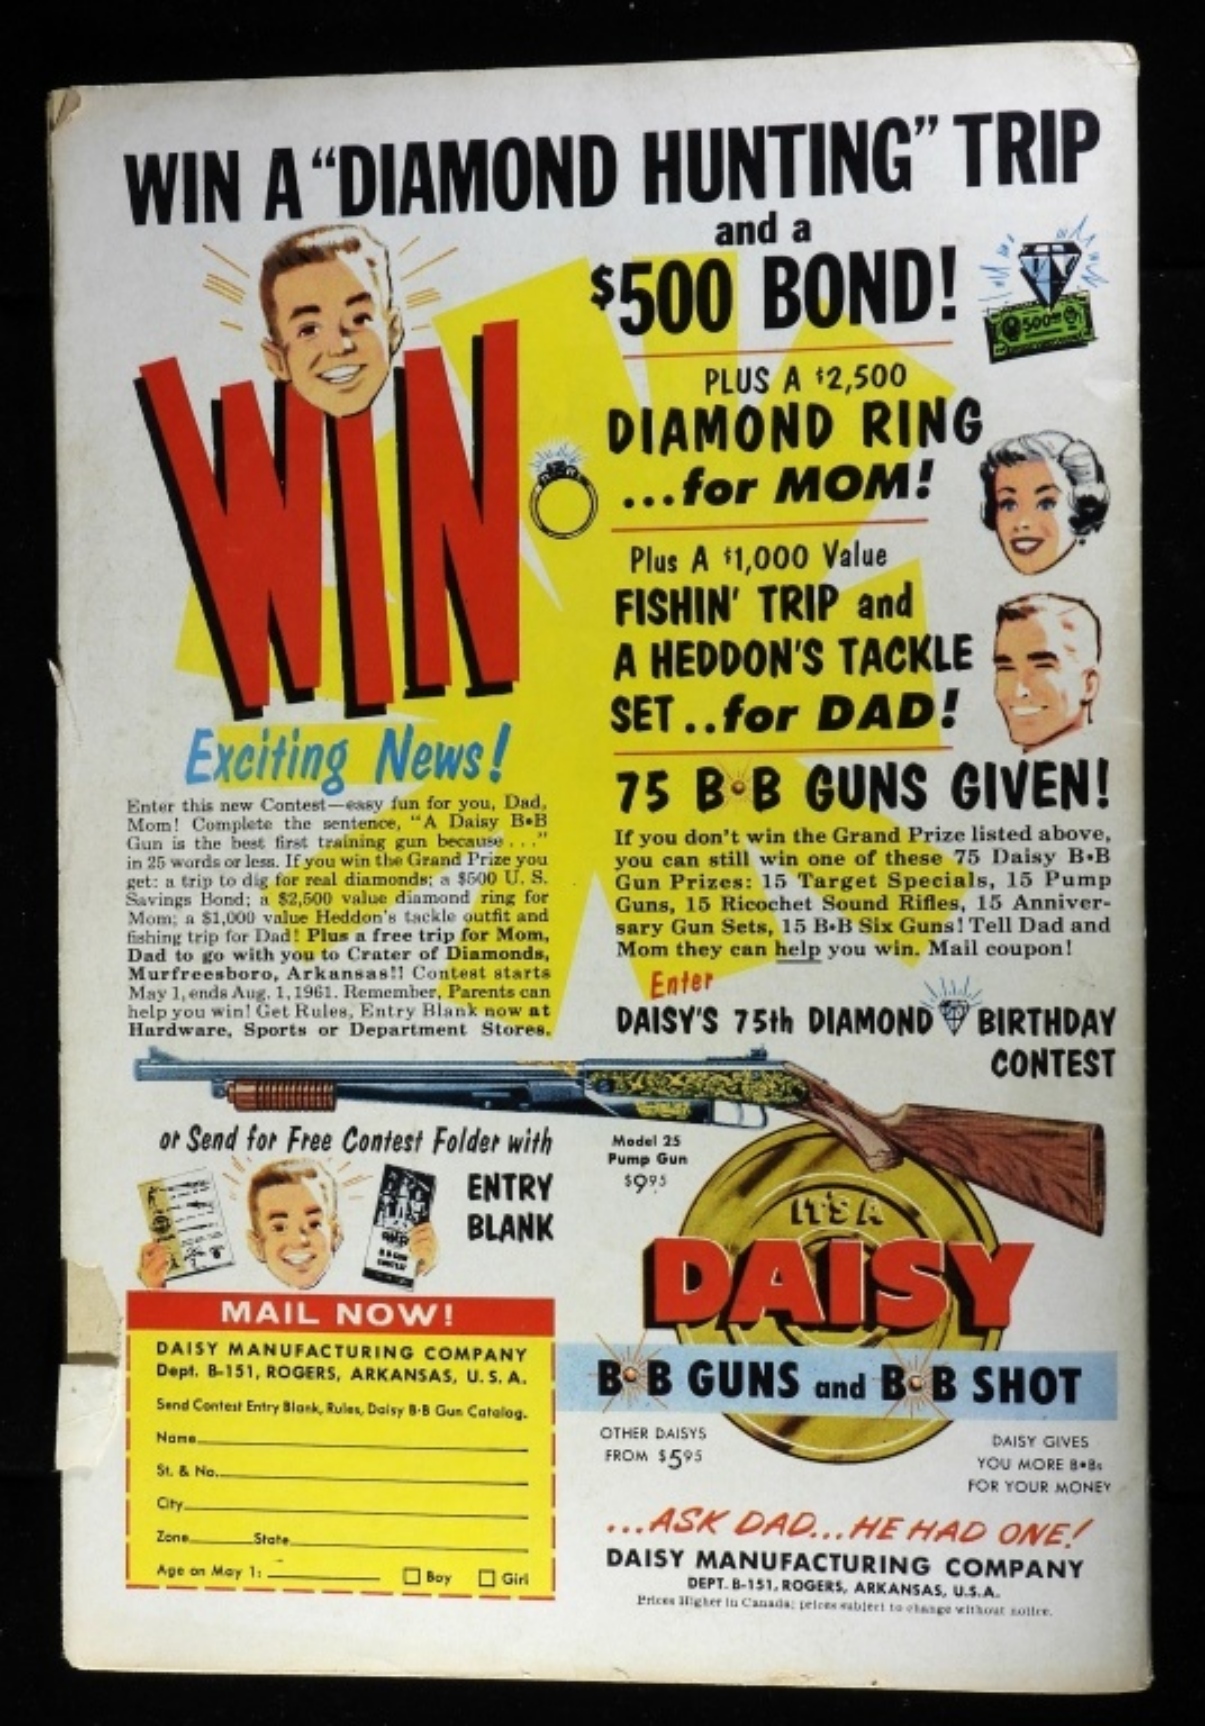 WIN A "DIAMOND HUNTING" TRIP
and a
$500 BOND!
500
WIN
PLUS A $2,500
DIAMOND RING
...for MOM!
Plus A $1,000 Value
FISHIN' TRIP and
A HEDDON'S TACKLE
SET..for DAD!
Exciting News!
Enter this new Contest—easy fun for you, Dad,
Mom! Complete the sentence, "A Daisy B•B
Gun is the best first training gun because..."
in 25 words or less. If you win the Grand Prize you
get: a trip to dig for real diamonds; a $500 U. S.
Savings Bond; a $2,500 value diamond ring for
Mom; a $1,000 value Heddon's tackle outfit and
fishing trip for Dad! Plus a free trip for Mom,
Dad to go with you to Crater of Diamonds,
Murfreesboro, Arkansas!! Contest starts
May 1, ends Aug. 1, 1961. Remember, Parents can
help you win! Get Rules, Entry Blank now at
Hardware, Sports or Department Stores.
75 B•B GUNS GIVEN!
If you don't win the Grand Prize listed above,
you can still win one of these 75 Daisy B•B
Gun Prizes: 15 Target Specials, 15 Pump
Guns, 15 Ricochet Sound Rifles, 15 Anniver-
sary Gun Sets, 15 B•B Six Guns! Tell Dad and
Mom they can help you win. Mail coupon!
Enter
DAISY'S 75th DIAMOND BIRTHDAY
CONTEST
or Send for Free Contest Folder with
ENTRY
BLANK
Model 25
Pump Gun
$9.95
IT'S A
DAISY
B•B GUNS and B•B SHOT
OTHER DAISYS
FROM $5.95
DAISY GIVES
YOU MORE B•Bs
FOR YOUR MONEY
...ASK DAD...HE HAD ONE!
DAISY MANUFACTURING COMPANY
DEPT. B-151, ROGERS, ARKANSAS, U.S.A.
Prices Higher in Canada; prices subject to change without notice.
MAIL NOW!
DAISY MANUFACTURING COMPANY
Dept. B-151, ROGERS, ARKANSAS, U. S. A.
Send Contest Entry Blank, Rules, Daisy B•B Gun Catalog.
Name
St. & No.
City
Zone State
Age on May 1: Boy Girl